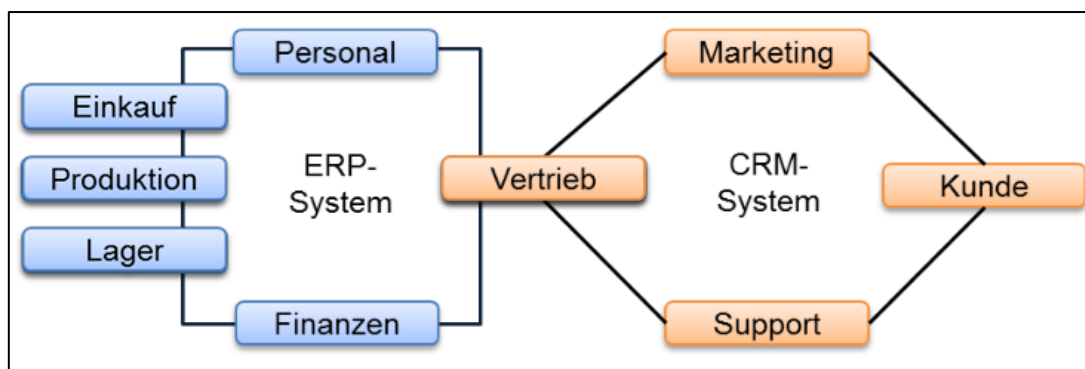 Personal
Marketing
Einkauf
Produktion
Lager
ERP-
System
Vertrieb
CRM-
System
Kunde
Finanzen
Support